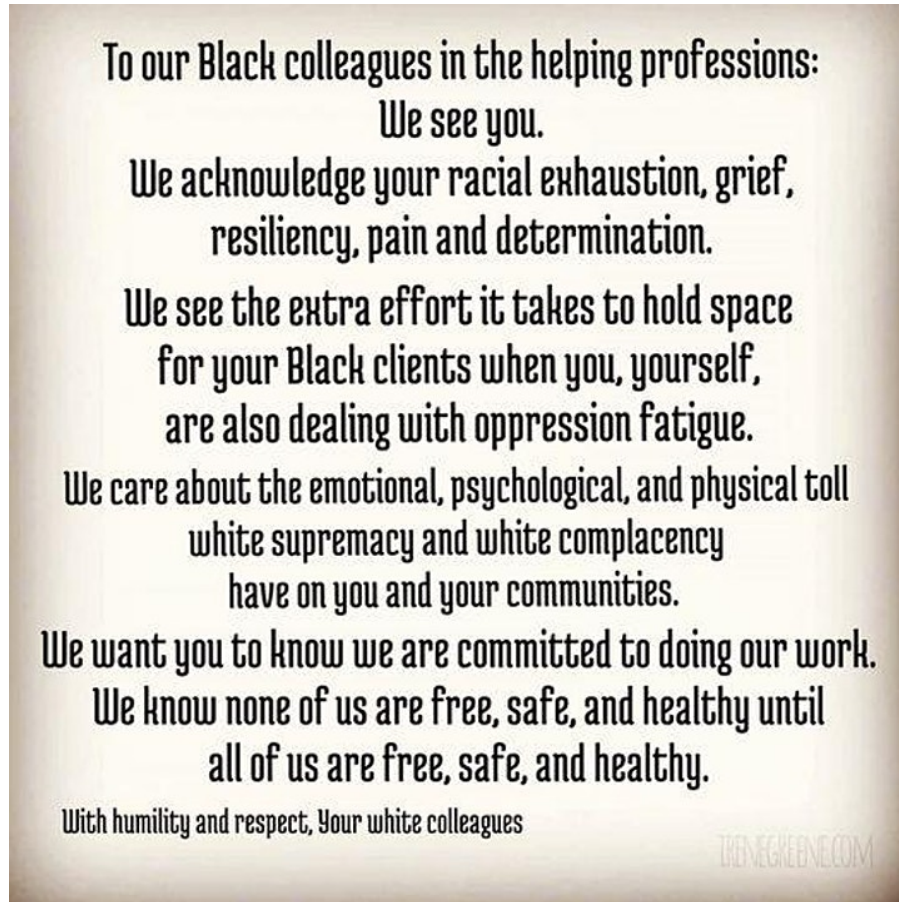 To our Black colleagues in the helping professions:
We see you.
We acknowledge your racial exhaustion, grief,
resiliency, pain and determination.
We see the extra effort it takes to hold space
for your Black clients when you, yourself,
are also dealing with oppression fatigue.
We care about the emotional, psychological, and physical toll
white supremacy and white complacency
have on you and your communities.
We want you to know we are committed to doing our work.
We know none of us are free, safe, and healthy until
all of us are free, safe, and healthy.
With humility and respect, Your white colleagues
IRENEGREENE.COM